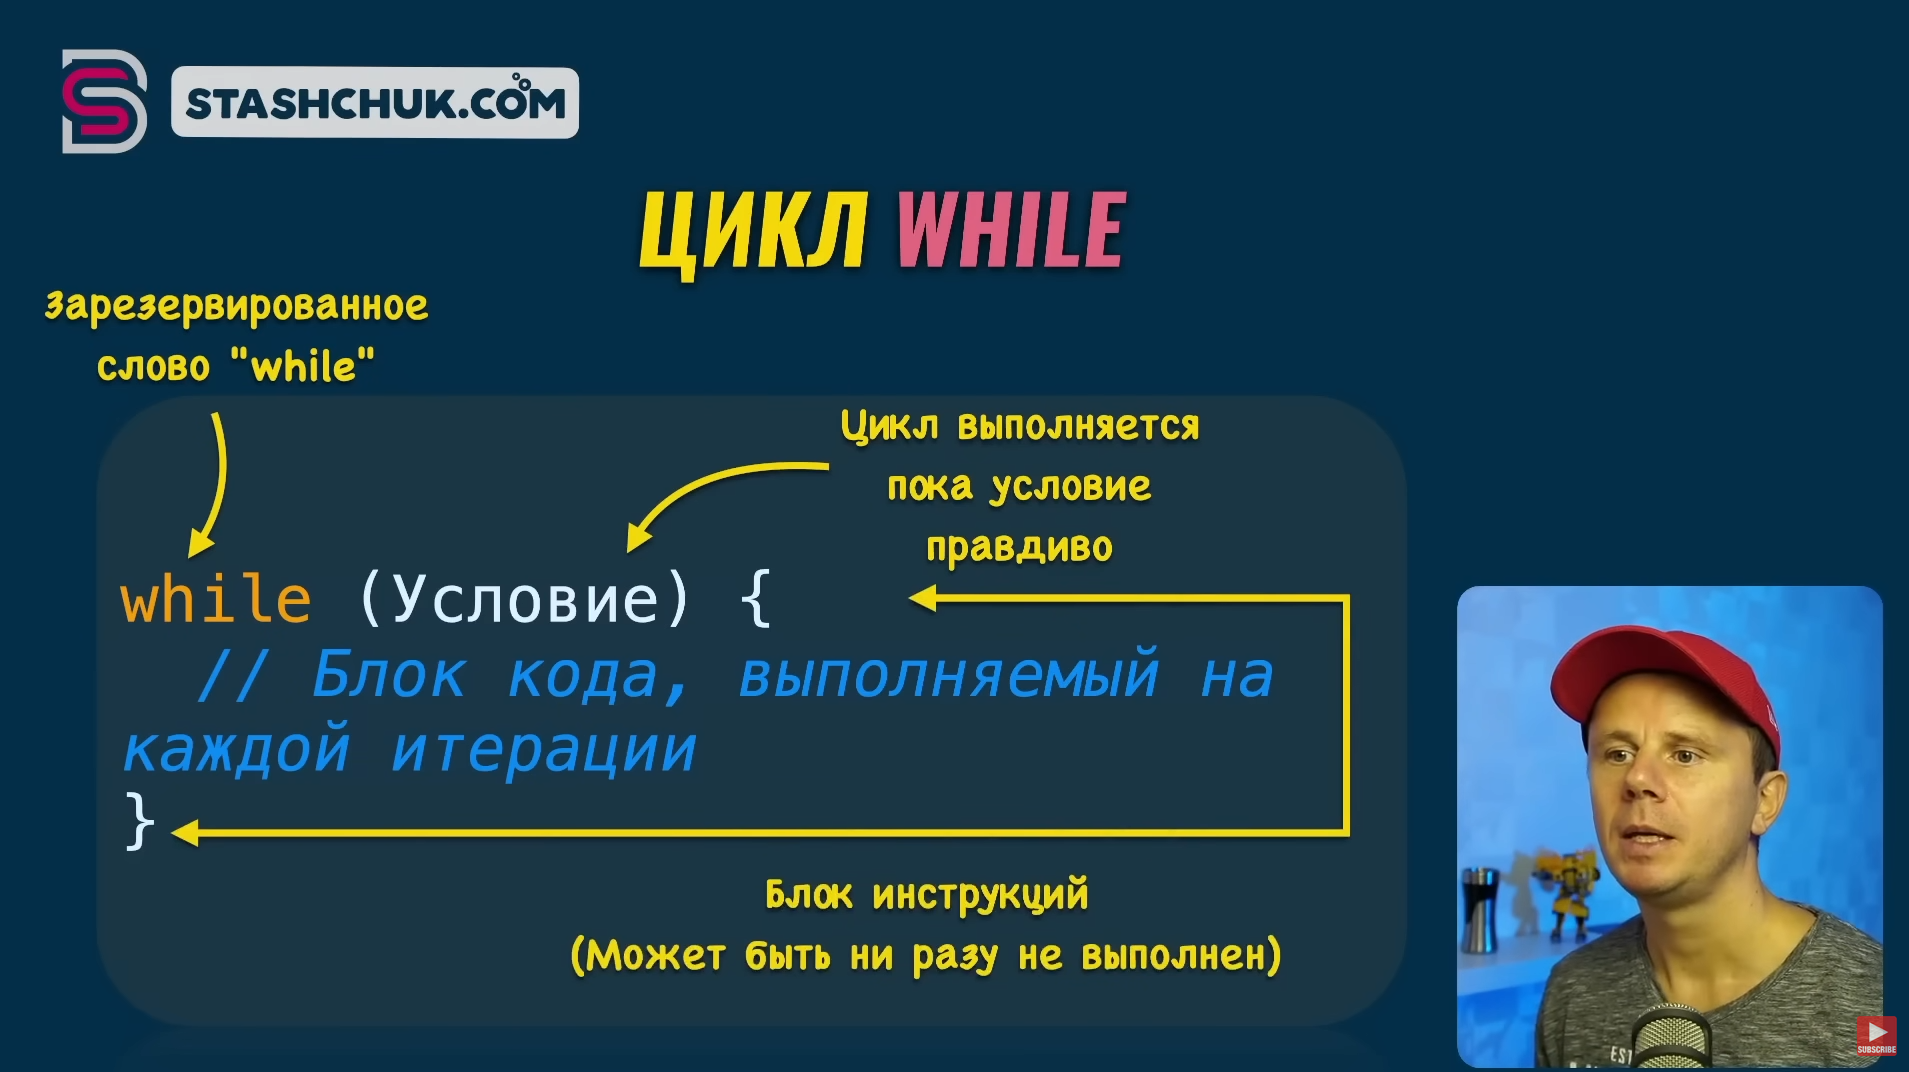 STASHCHUK.COM
ЦИКЛ WHILE
Зарезервированное
слово "while"
Цикл выполняется
пока условие
правдиво
while (Условие) {
// Блок кода, выполняемый на
каждой итерации
}
Блок инструкций
(Может быть ни разу не выполнен)
EST
SUBSCRIBE